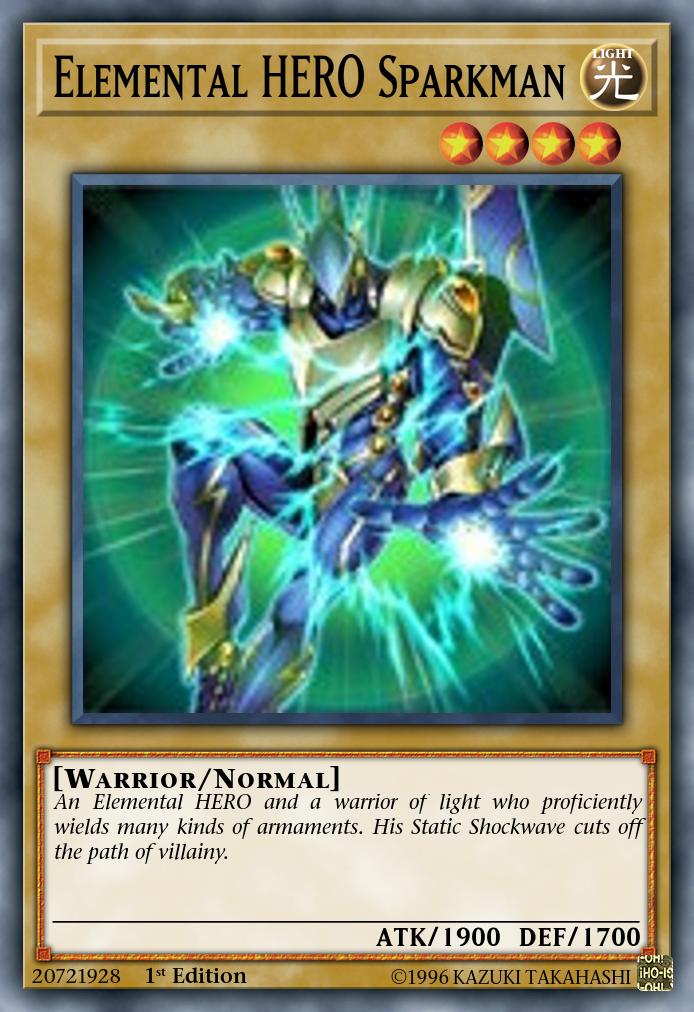 Elemental HERO Sparkman
LIGHT
光
[Warrior/Normal]
An Elemental HERO and a warrior of light who proficiently
wields many kinds of armaments. His Static Shockwave cuts off
the path of villainy.
ATK/1900 DEF/1700
20721928 1st Edition ©1996 KAZUKI TAKAHASHI